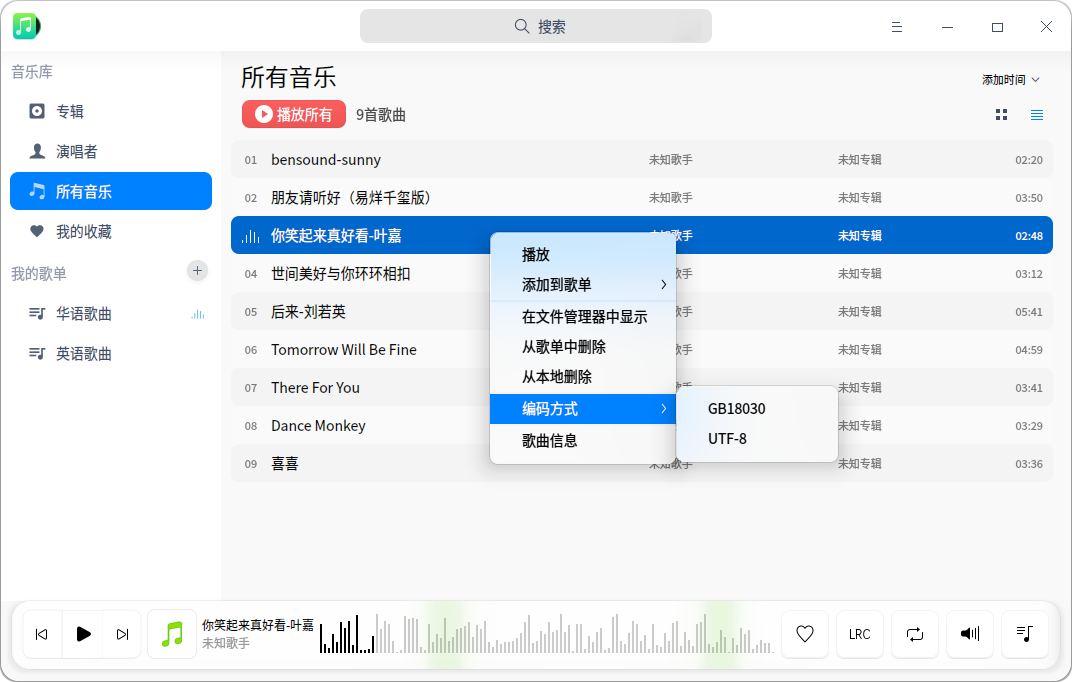 搜索
音乐库
专辑
演唱者
所有音乐
我的收藏
我的歌单
华语歌曲
英语歌曲
所有音乐
添加时间
播放所有 9首歌曲
01 bensound-sunny 未知歌手 未知专辑 02:20
02 朋友请听好（易烊千玺版） 未知歌手 未知专辑 03:50
你笑起来真好看-叶嘉 未知歌手 未知专辑 02:48
04 世间美好与你环环相扣 歌手 未知专辑 03:12
05 后来-刘若英 歌手 未知专辑 05:41
06 Tomorrow Will Be Fine 歌手 未知专辑 04:59
07 There For You 未知专辑 03:41
08 Dance Monkey 未知专辑 03:29
09 喜喜 未知歌手 未知专辑 03:36
播放
添加到歌单
在文件管理器中显示
从歌单中删除
从本地删除
编码方式
歌曲信息
GB18030
UTF-8
你笑起来真好看-叶嘉
未知歌手
LRC